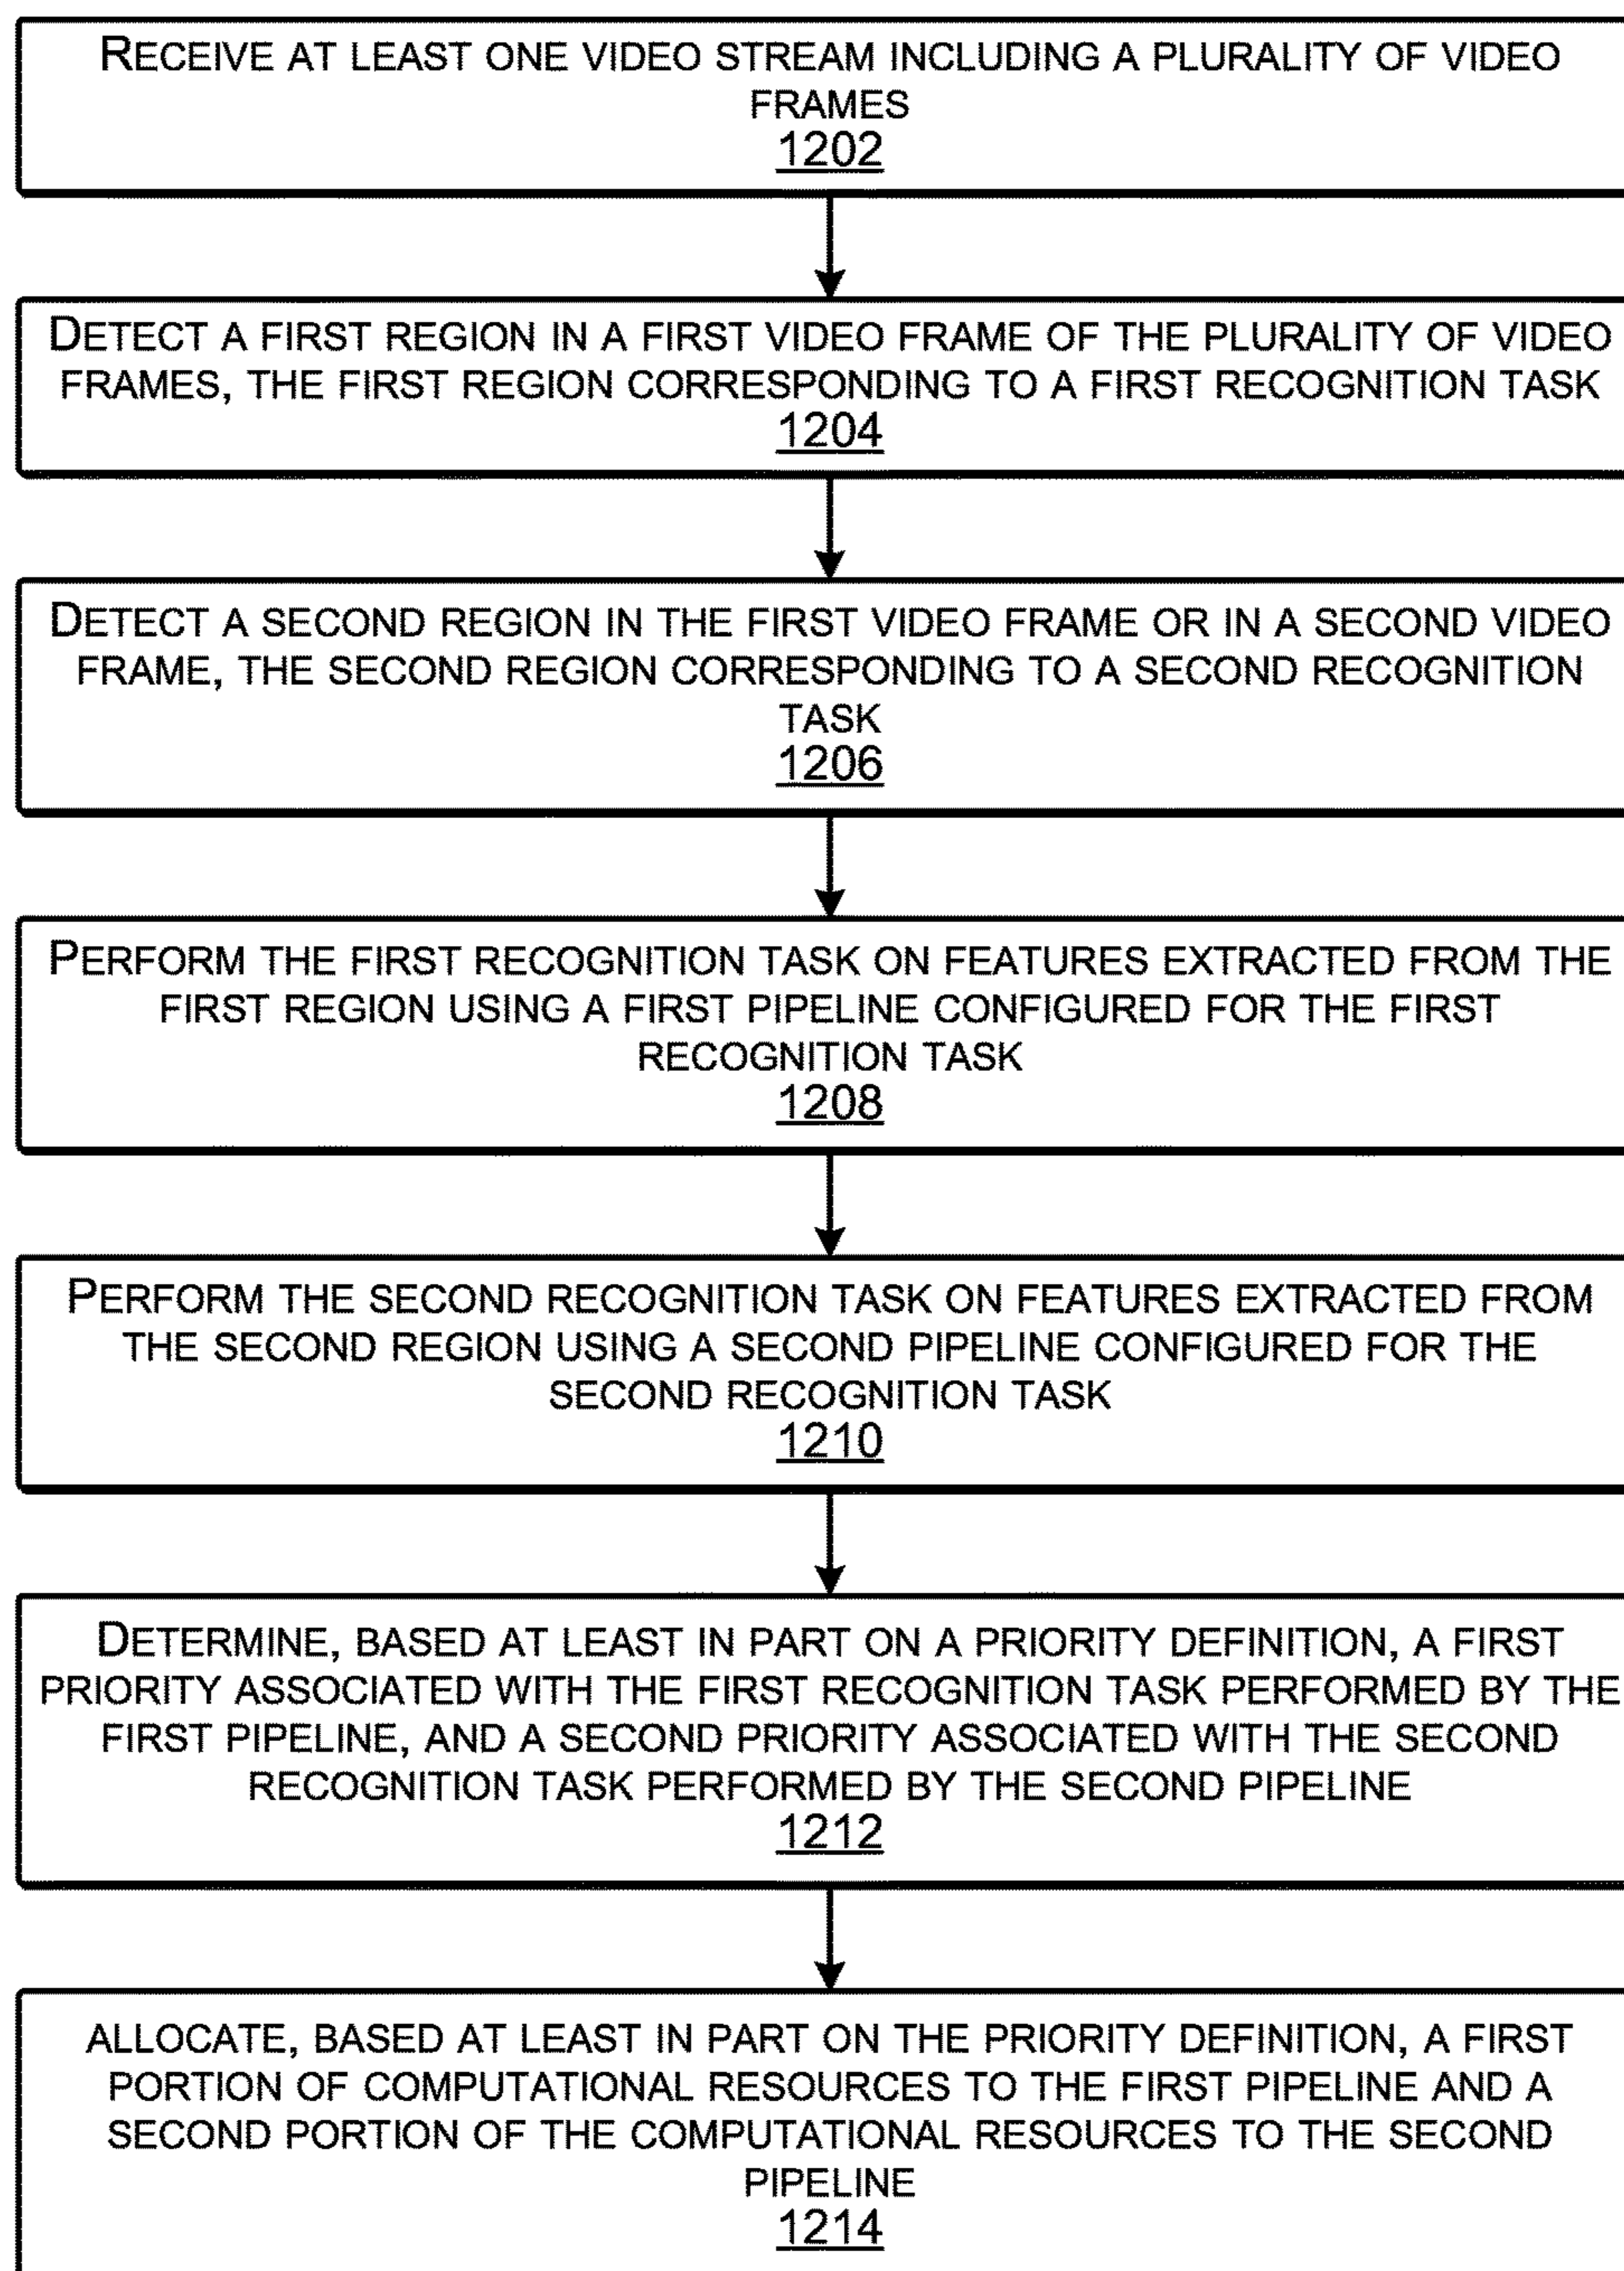 RECEIVE AT LEAST ONE VIDEO STREAM INCLUDING A PLURALITY OF VIDEO
FRAMES
1202
DETECT A FIRST REGION IN A FIRST VIDEO FRAME OF THE PLURALITY OF VIDEO
FRAMES, THE FIRST REGION CORRESPONDING TO A FIRST RECOGNITION TASK
1204
DETECT A SECOND REGION IN THE FIRST VIDEO FRAME OR IN A SECOND VIDEO
FRAME, THE SECOND REGION CORRESPONDING TO A SECOND RECOGNITION
TASK
1206
PERFORM THE FIRST RECOGNITION TASK ON FEATURES EXTRACTED FROM THE
FIRST REGION USING A FIRST PIPELINE CONFIGURED FOR THE FIRST
RECOGNITION TASK
1208
PERFORM THE SECOND RECOGNITION TASK ON FEATURES EXTRACTED FROM
THE SECOND REGION USING A SECOND PIPELINE CONFIGURED FOR THE
SECOND RECOGNITION TASK
1210
DETERMINE, BASED AT LEAST IN PART ON A PRIORITY DEFINITION, A FIRST
PRIORITY ASSOCIATED WITH THE FIRST RECOGNITION TASK PERFORMED BY THE
FIRST PIPELINE, AND A SECOND PRIORITY ASSOCIATED WITH THE SECOND
RECOGNITION TASK PERFORMED BY THE SECOND PIPELINE
1212
ALLOCATE, BASED AT LEAST IN PART ON THE PRIORITY DEFINITION, A FIRST
PORTION OF COMPUTATIONAL RESOURCES TO THE FIRST PIPELINE AND A
SECOND PORTION OF THE COMPUTATIONAL RESOURCES TO THE SECOND
PIPELINE
1214